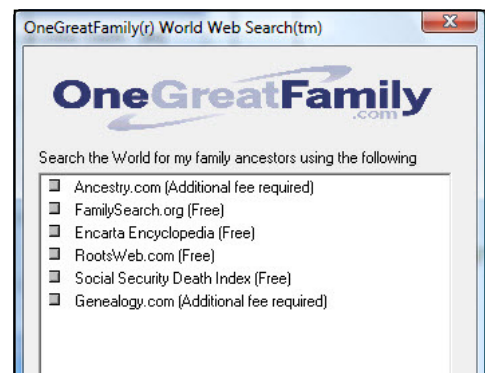 OneGreatFamily(r) World Web Search(tm)
OneGreatFamily
.com
Search the World for my family ancestors using the following
Ancestry.com (Additional fee required)
FamilySearch.org (Free)
Encarta Encyclopedia (Free)
RootsWeb.com (Free)
Social Security Death Index (Free)
Genealogy.com (Additional fee required)